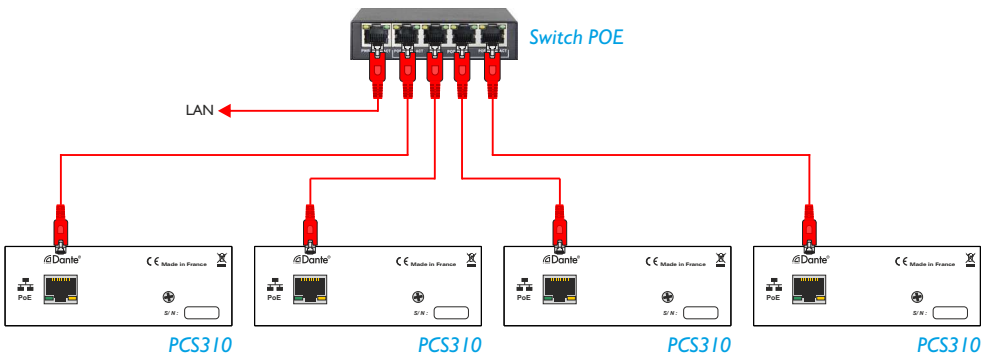 Switch POE
LAN
Dante®
CE Made in France
PoE
S/N :
PCS310
Dante®
CE Made in France
PoE
S/N :
PCS310
Dante®
CE Made in France
PoE
S/N :
PCS310
Dante®
CE Made in France
PoE
S/N :
PCS310